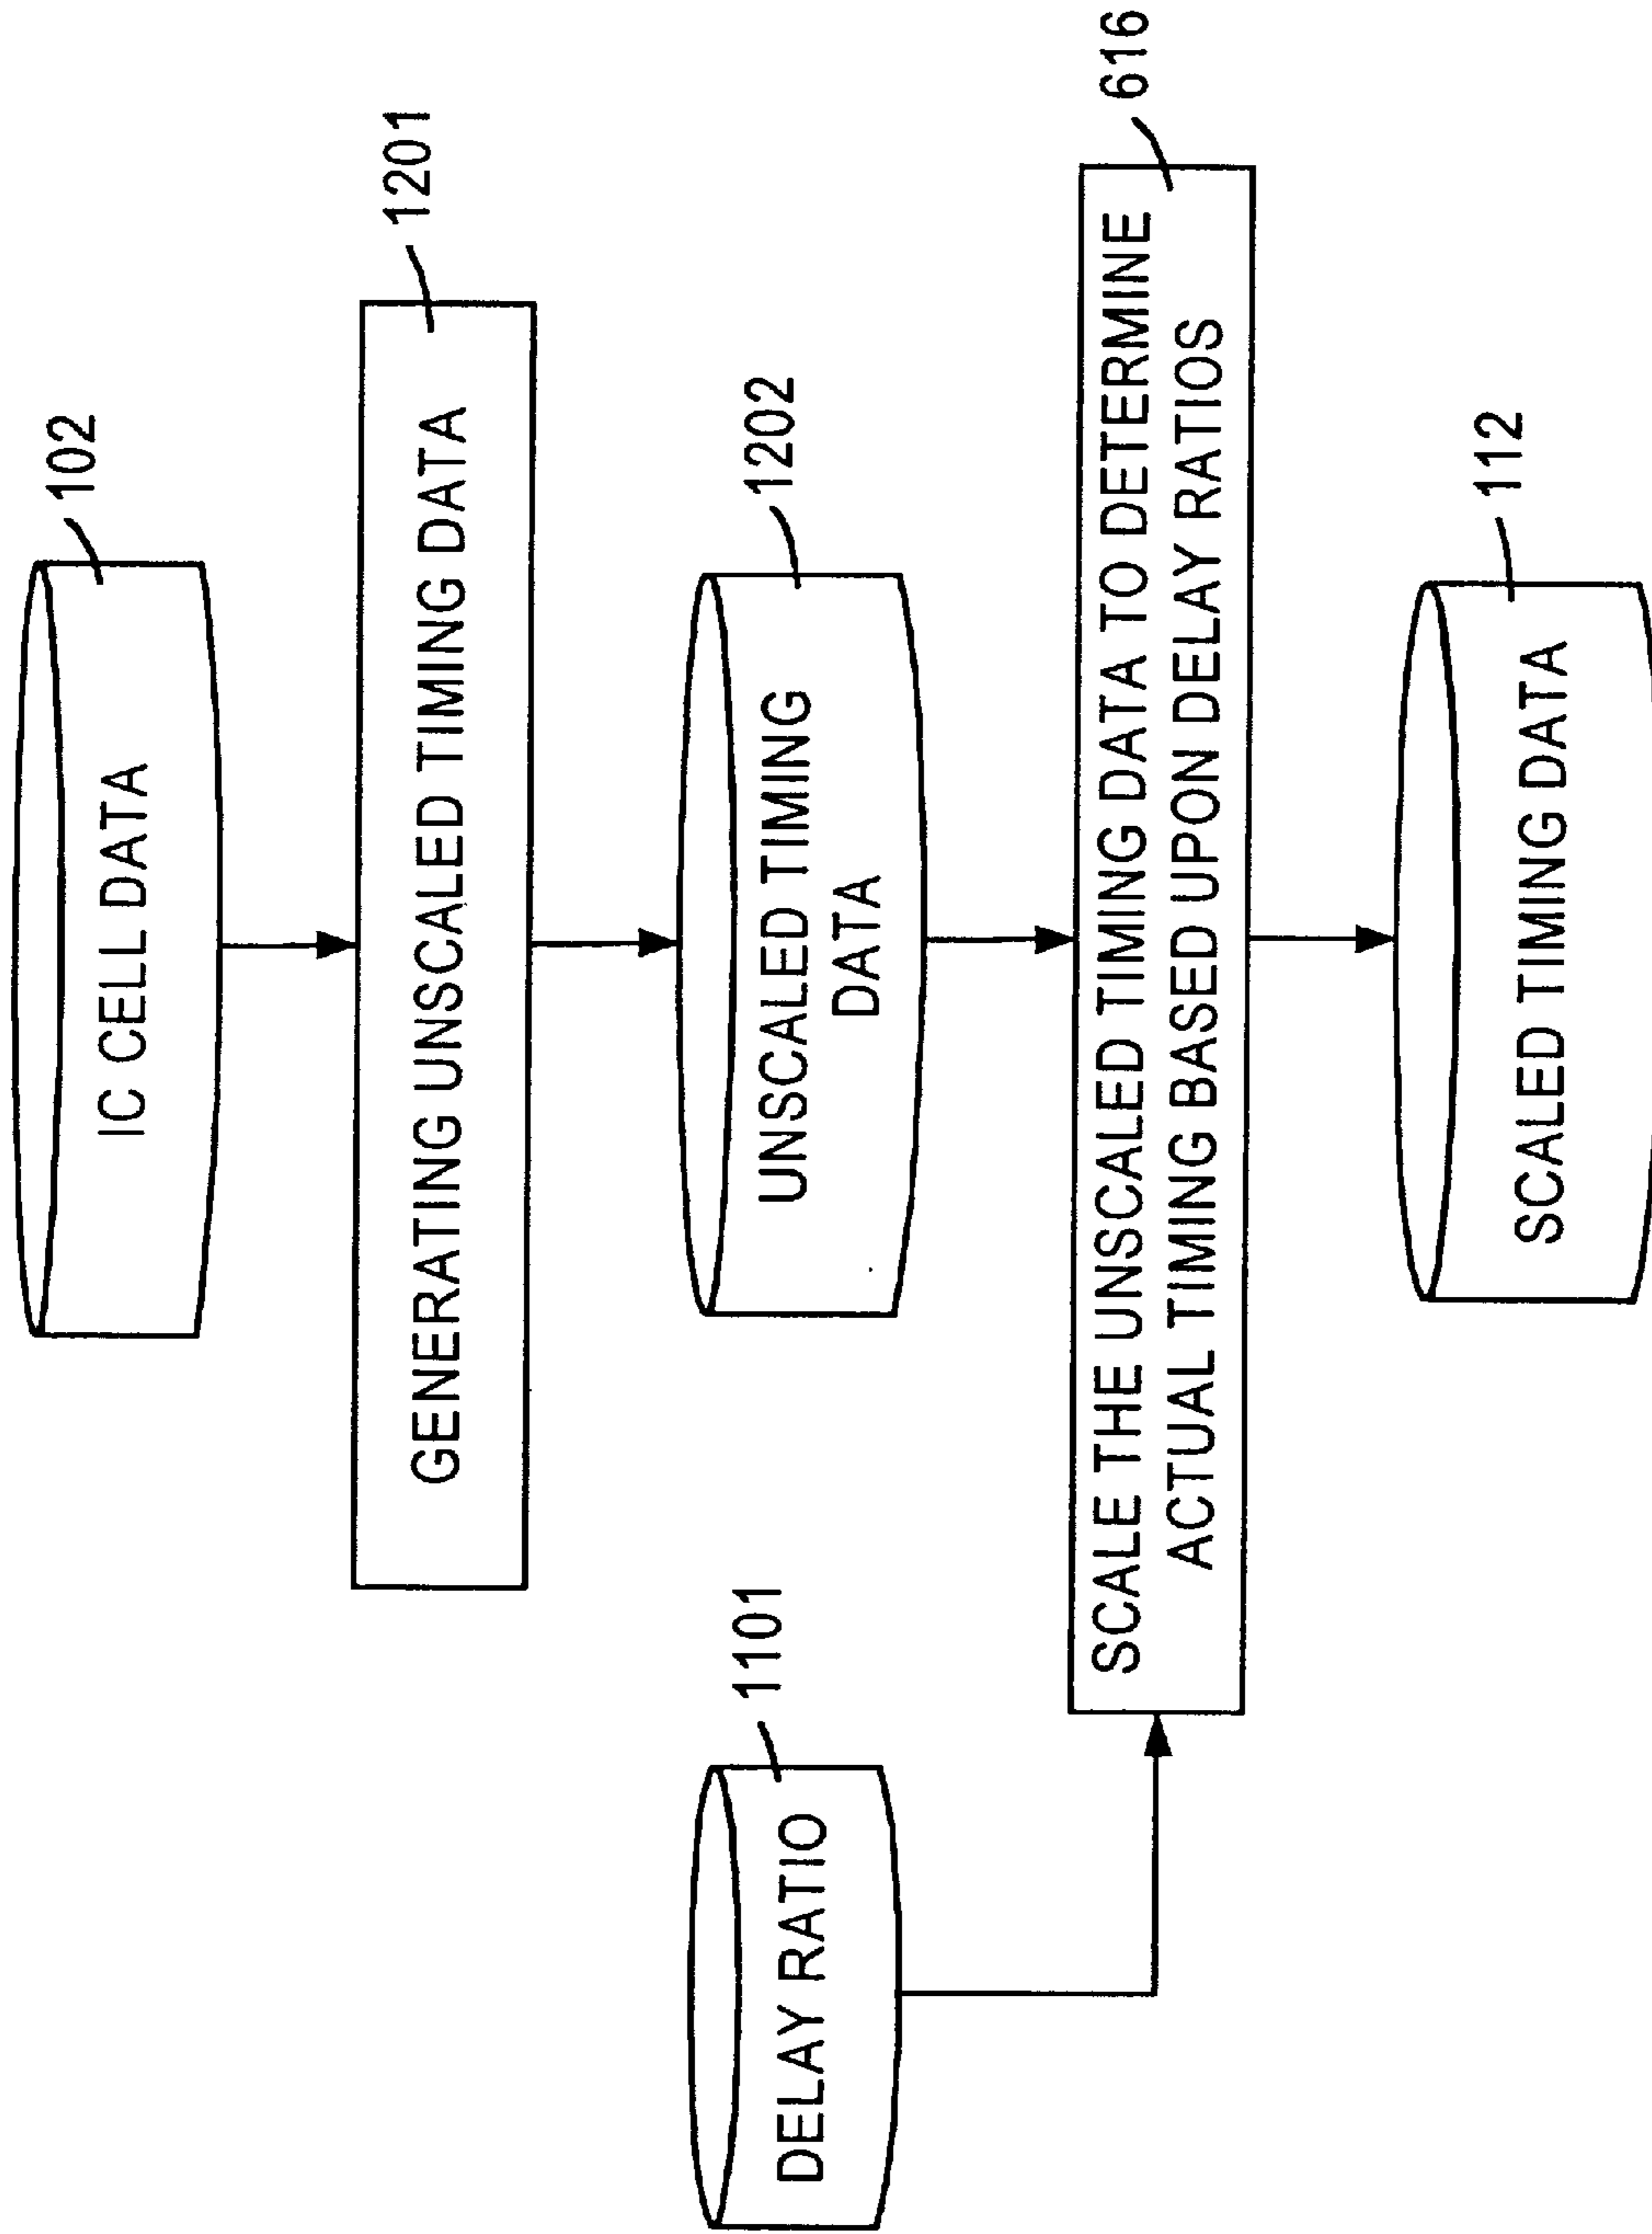 102
IC CELL DATA
1201
GENERATING UNSCALED TIMING DATA
1101
DELAY RATIO
1202
UNSCALED TIMING
DATA
616
SCALE THE UNSCALED TIMING DATA TO DETERMINE
ACTUAL TIMING BASED UPON DELAY RATIOS
112
SCALED TIMING DATA